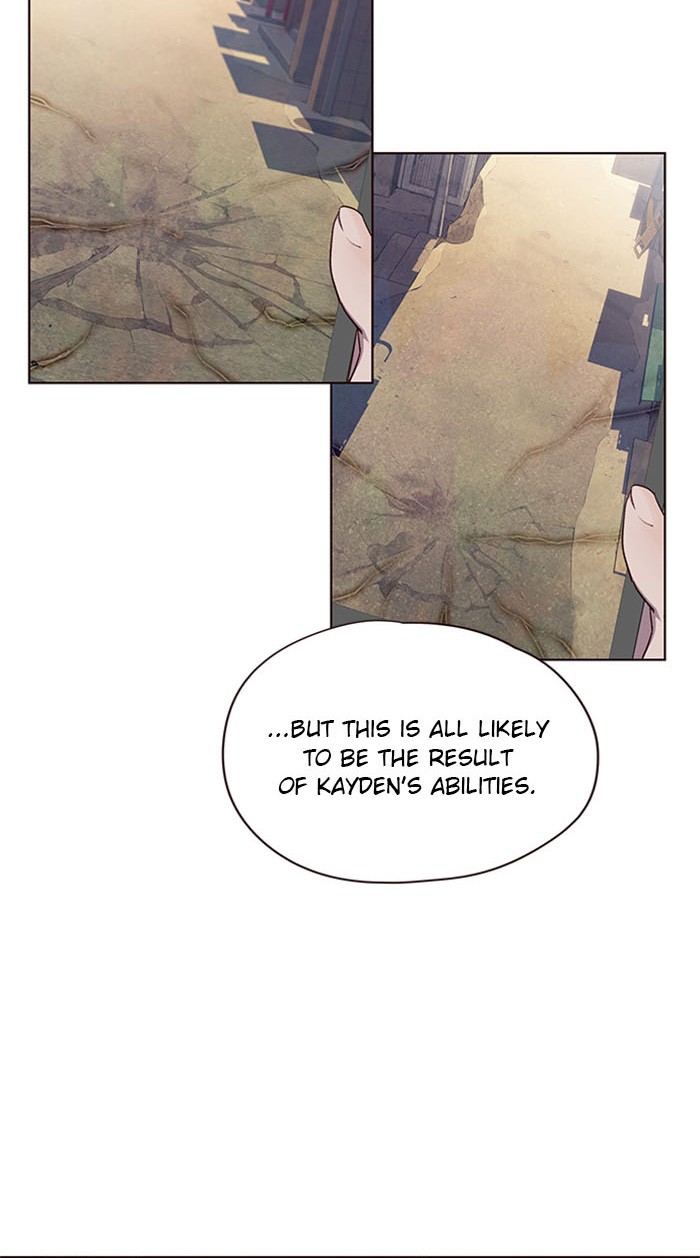 ...BUT THIS IS ALL LIKELY
TO BE THE RESULT
OF KAYDEN'S ABILITIES.